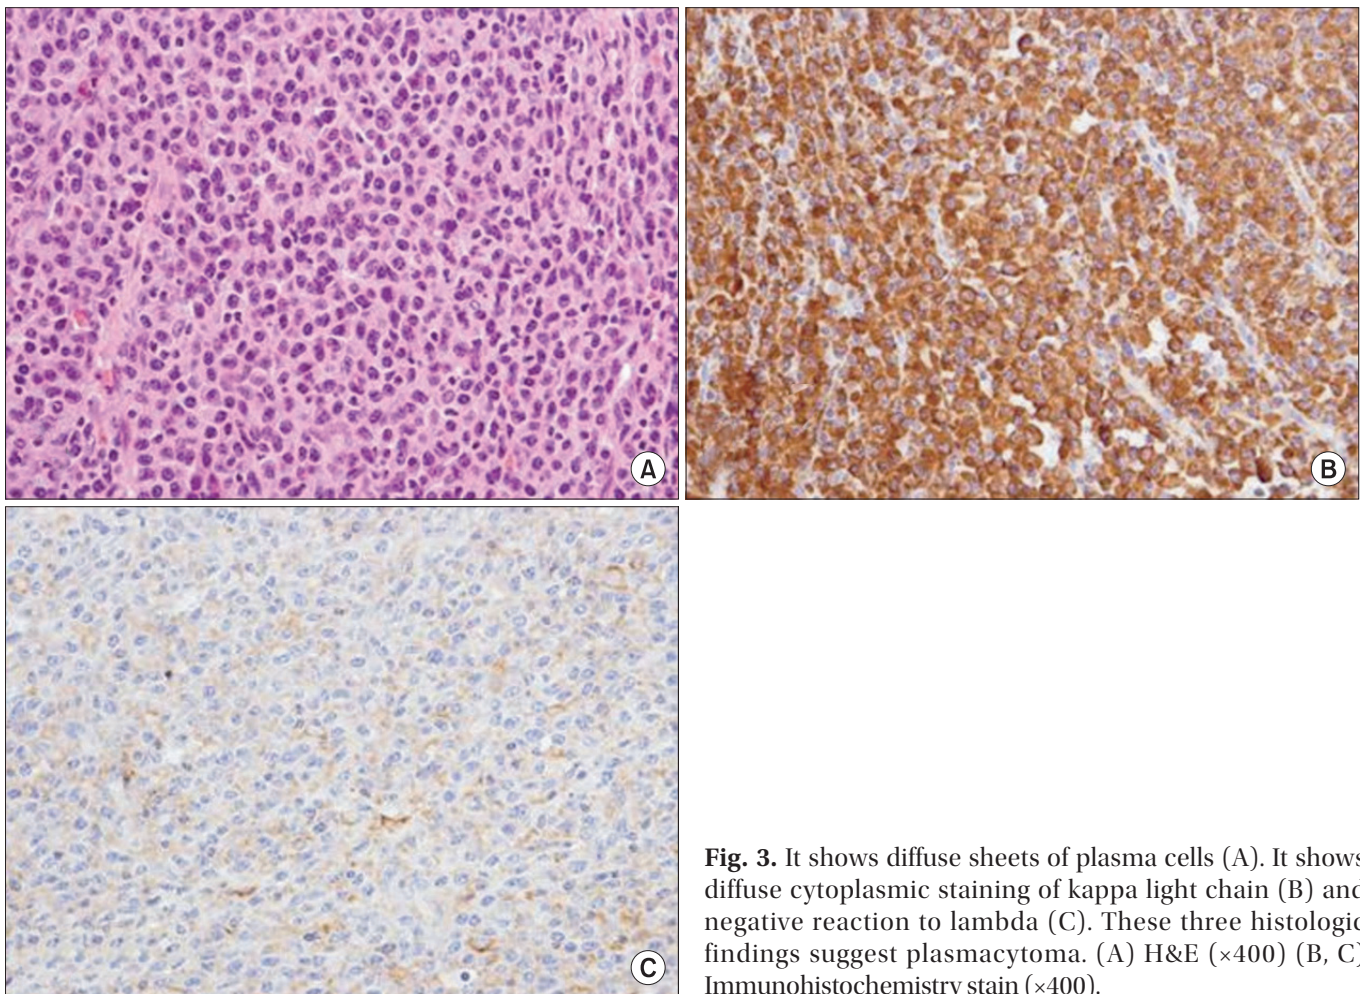 A
B
C
Fig. 3. It shows diffuse sheets of plasma cells (A). It shows
diffuse cytoplasmic staining of kappa light chain (B) and
negative reaction to lambda (C). These three histologic
findings suggest plasmacytoma. (A) H&E (×400) (B, C)
Immunohistochemistry stain (×400).